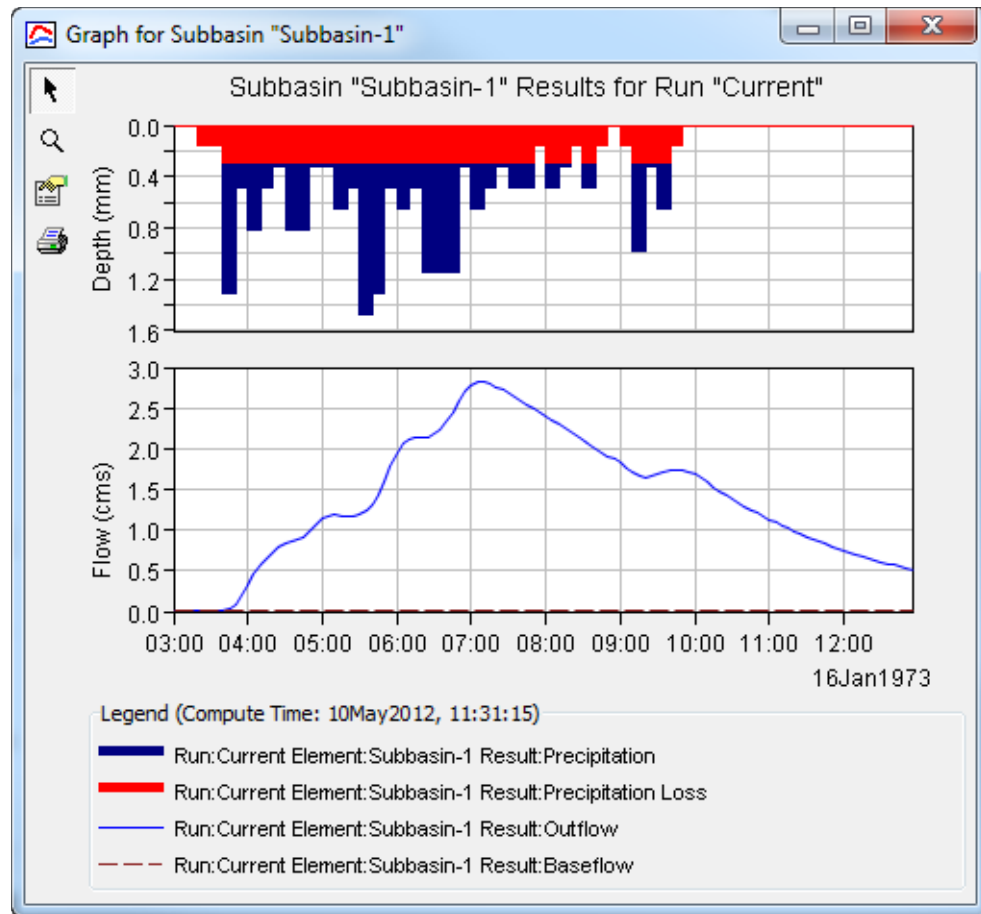 Graph for Subbasin "Subbasin-1"
Subbasin "Subbasin-1" Results for Run "Current"
Depth (mm)
0.0
0.4
0.8
1.2
1.6
Flow (cms)
3.0
2.5
2.0
1.5
1.0
0.5
0.0
03:00 04:00 05:00 06:00 07:00 08:00 09:00 10:00 11:00 12:00
16Jan1973
Legend (Compute Time: 10May2012, 11:31:15)
Run:Current Element:Subbasin-1 Result:Precipitation
Run:Current Element:Subbasin-1 Result:Precipitation Loss
Run:Current Element:Subbasin-1 Result:Outflow
Run:Current Element:Subbasin-1 Result:Baseflow